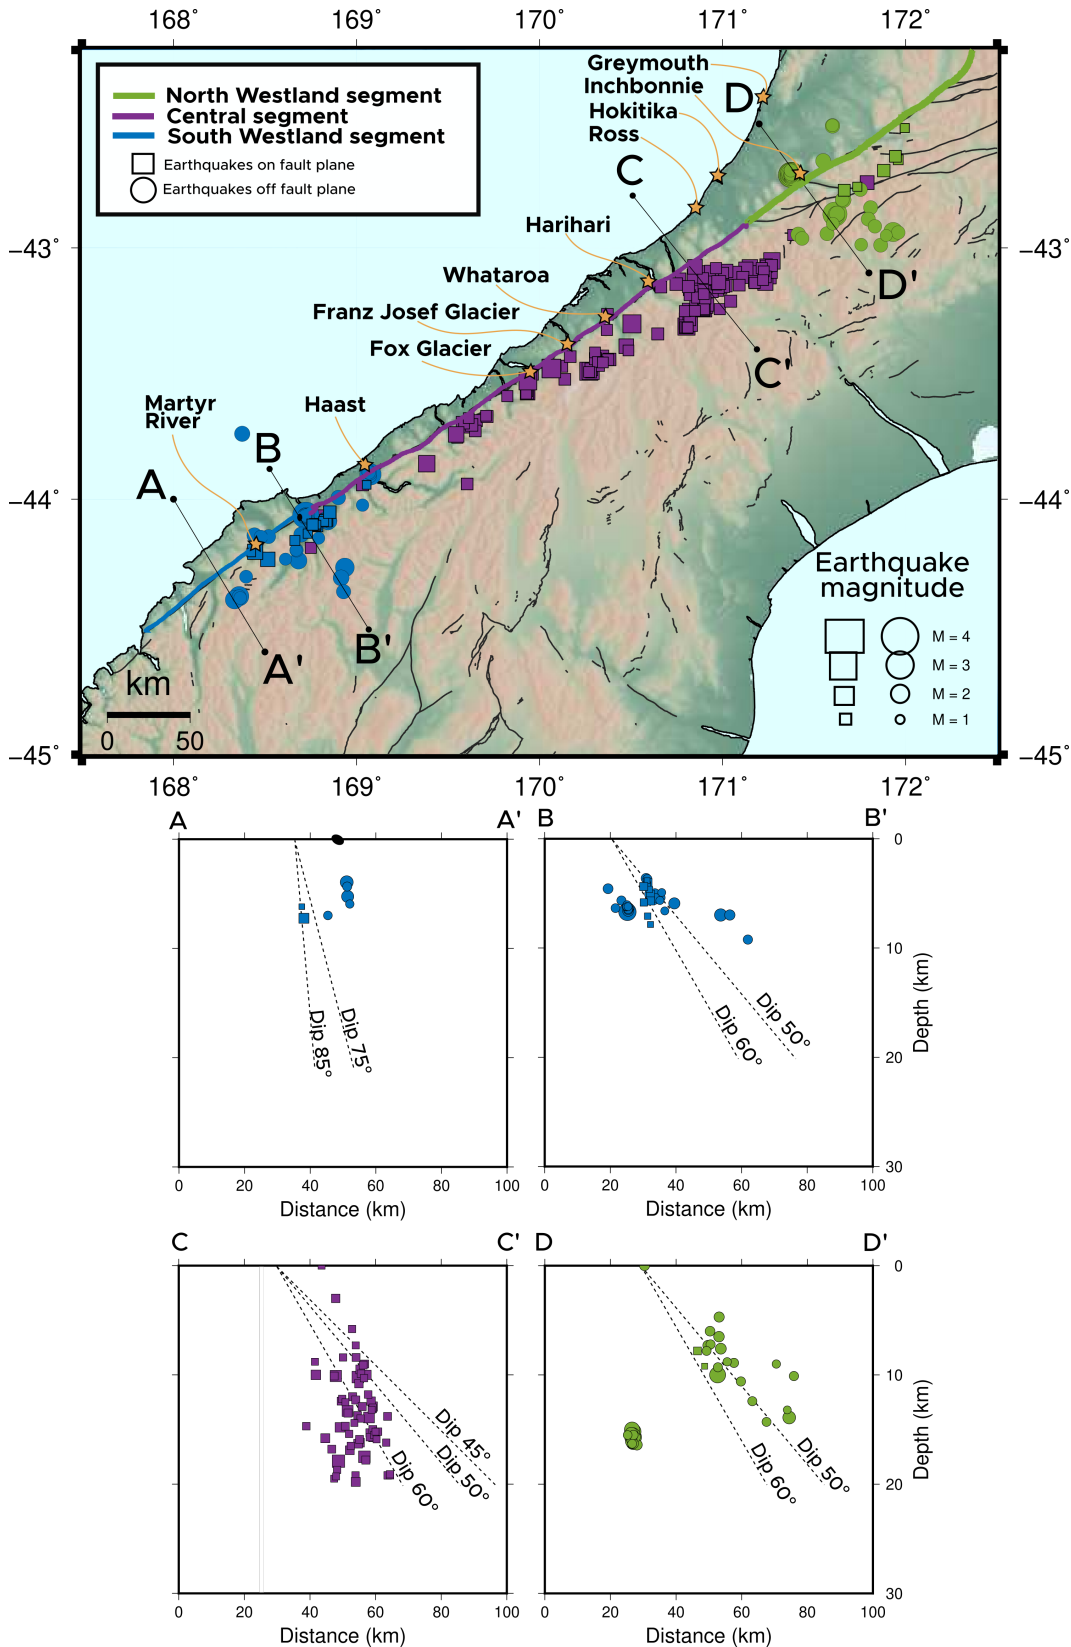 168° 169° 170° 171° 172°
North Westland segment
Central segment
South Westland segment
Earthquakes on fault plane
Earthquakes off fault plane
Greymouth
Inchbonnie
Hokitika
Ross
D
C
Harihari
Whataroa
Franz Josef Glacier
Fox Glacier
Haast
Martyr
River
B
A
D'
C'
B'
A'
−43° −43°
−44° −44°
−45° −45°
km
0 50
Earthquake
magnitude
M = 4
M = 3
M = 2
M = 1
168° 169° 170° 171° 172°
A A'
Dip 85°
Dip 75°
0 20 40 60 80 100
Distance (km)
B B'
Dip 60°
Dip 50°
0
10
20
30
Depth (km)
0 20 40 60 80 100
Distance (km)
C C'
Dip 45°
Dip 50°
Dip 60°
0 20 40 60 80 100
Distance (km)
D D'
Dip 60°
Dip 50°
0
10
20
30
Depth (km)
0 20 40 60 80 100
Distance (km)